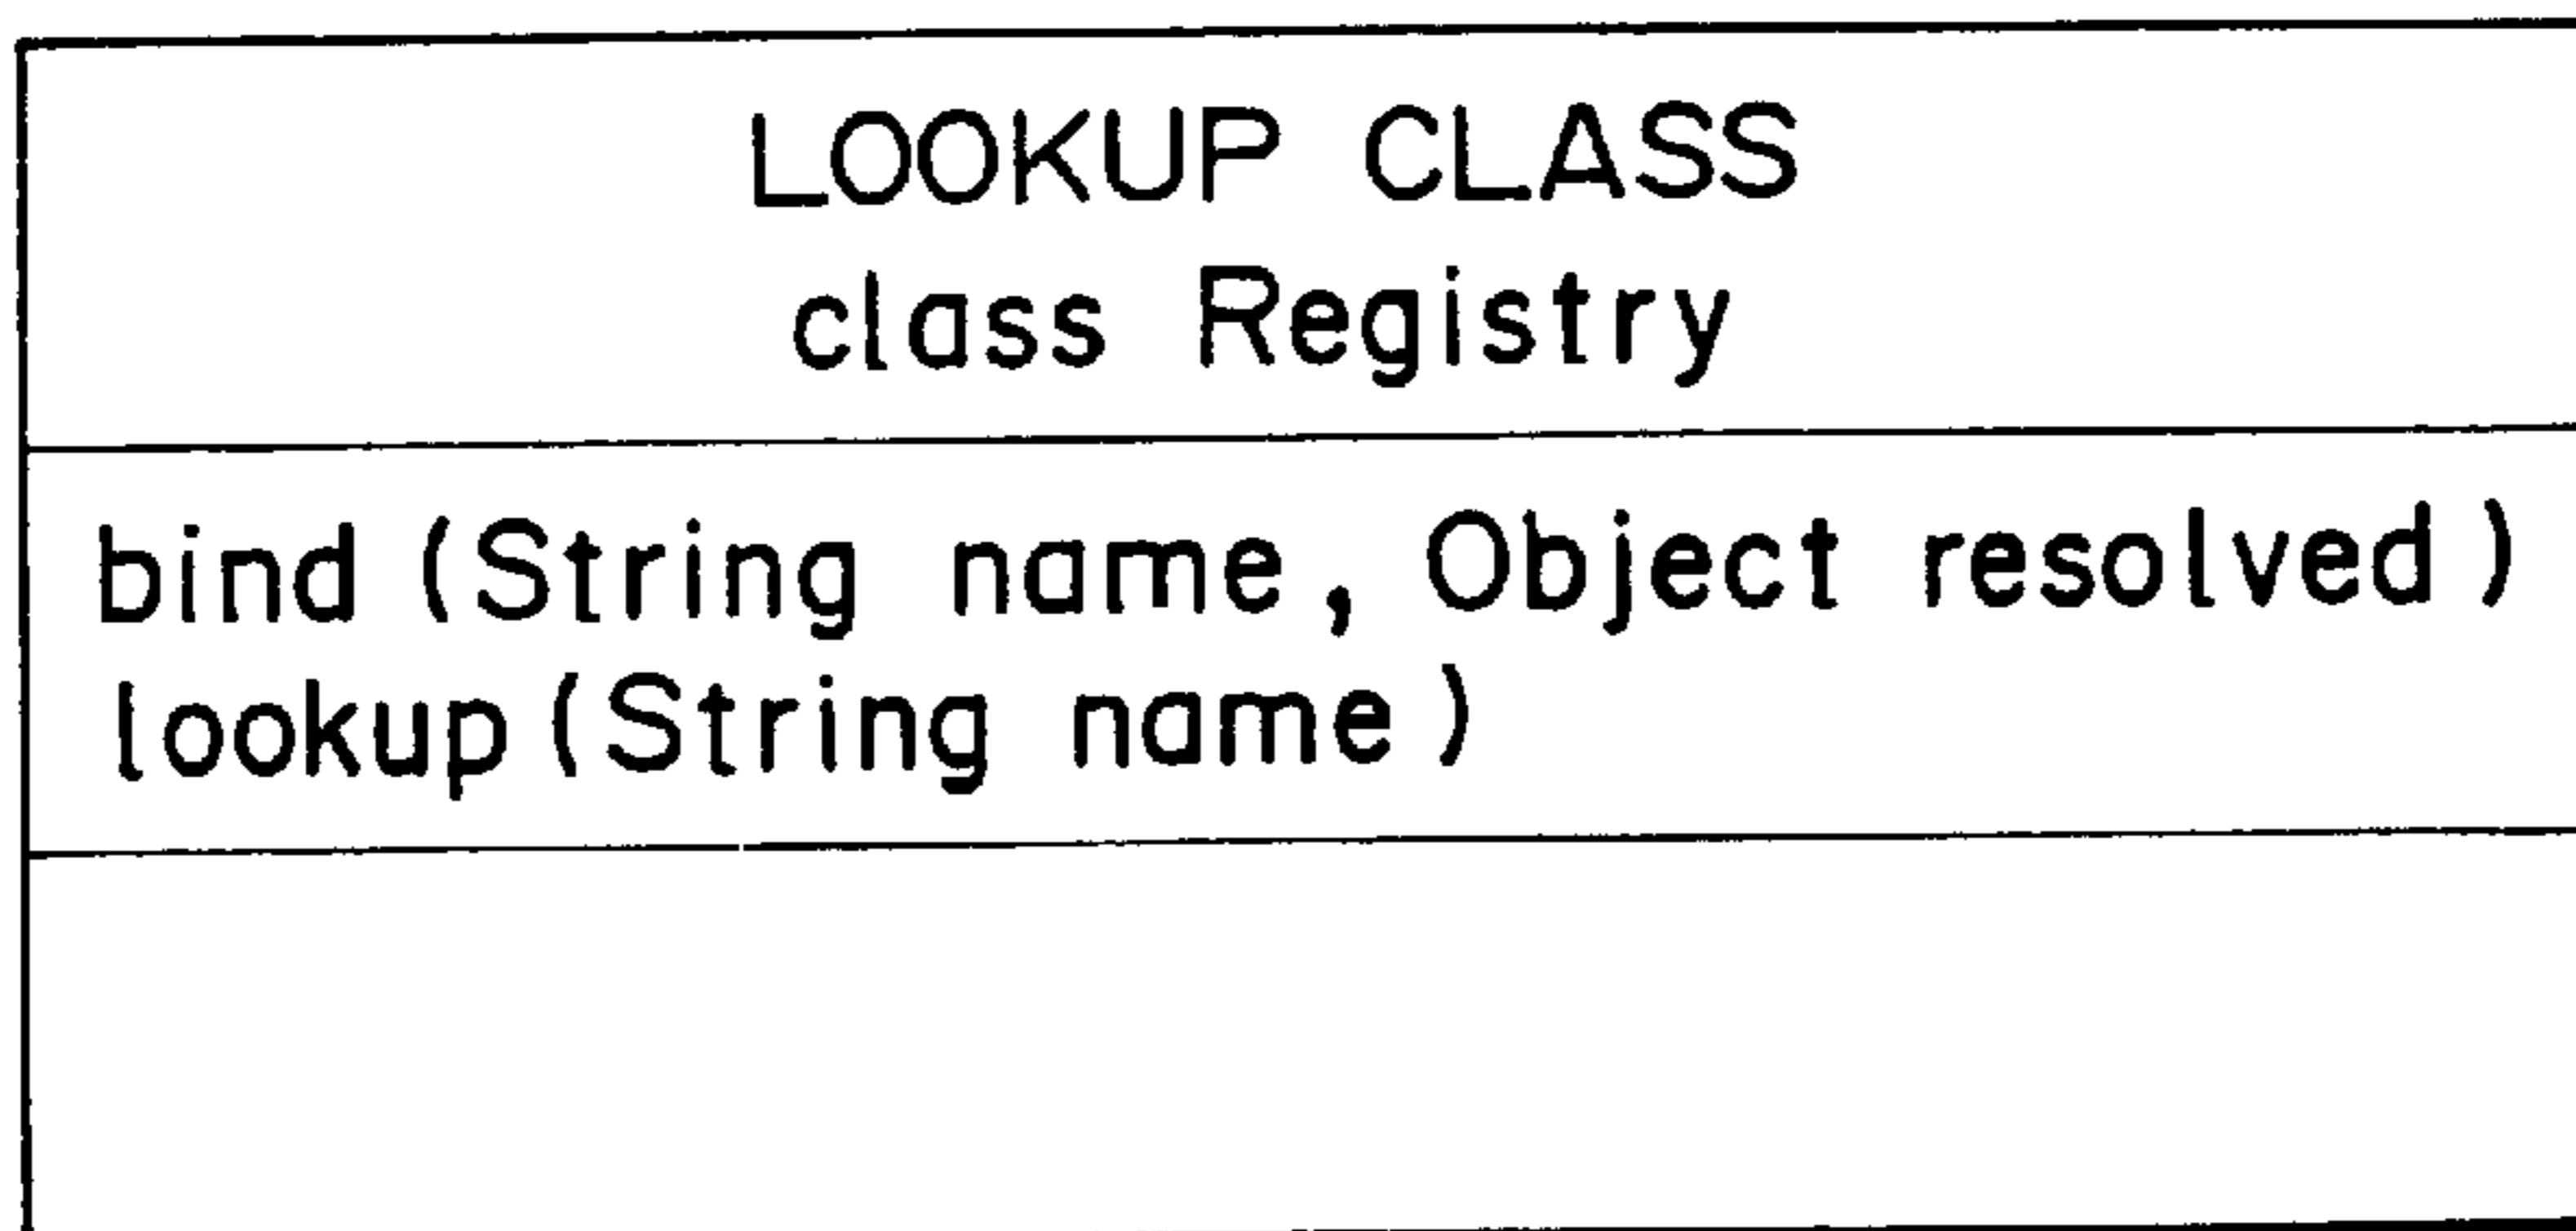 LOOKUP CLASS
class Registry
bind (String name, Object resolved)
lookup (String name)